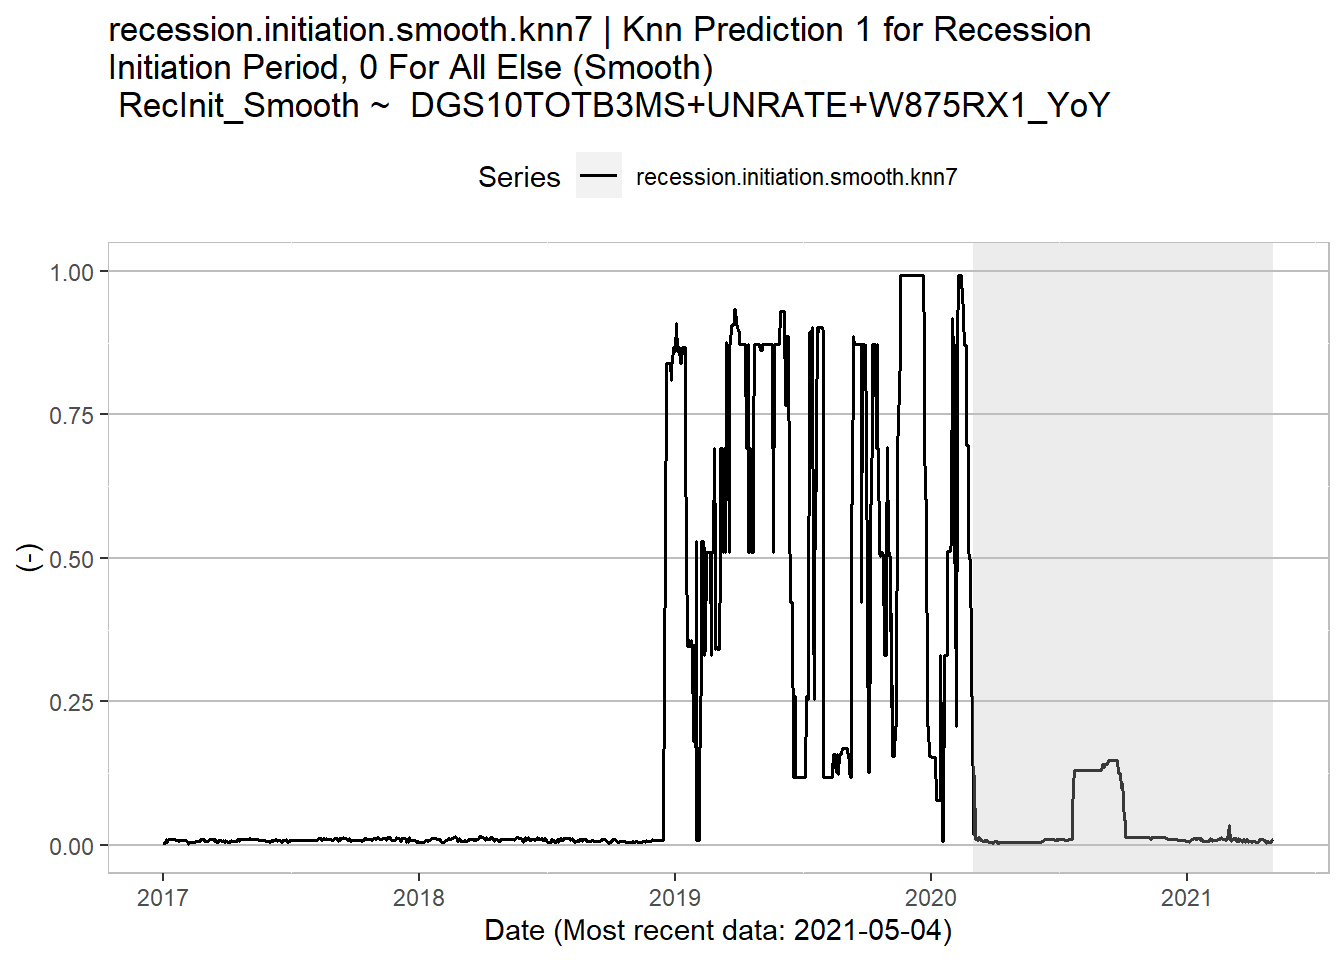 recession.initiation.smooth.knn7 | Knn Prediction 1 for Recession
Initiation Period, 0 For All Else (Smooth)
RecInit_Smooth ~ DGS10TOTB3MS+UNRATE+W875RX1_YoY
Series recession.initiation.smooth.knn7
1.00
0.75
0.50
0.25
0.00
(-)
2017 2018 2019 2020 2021
Date (Most recent data: 2021-05-04)